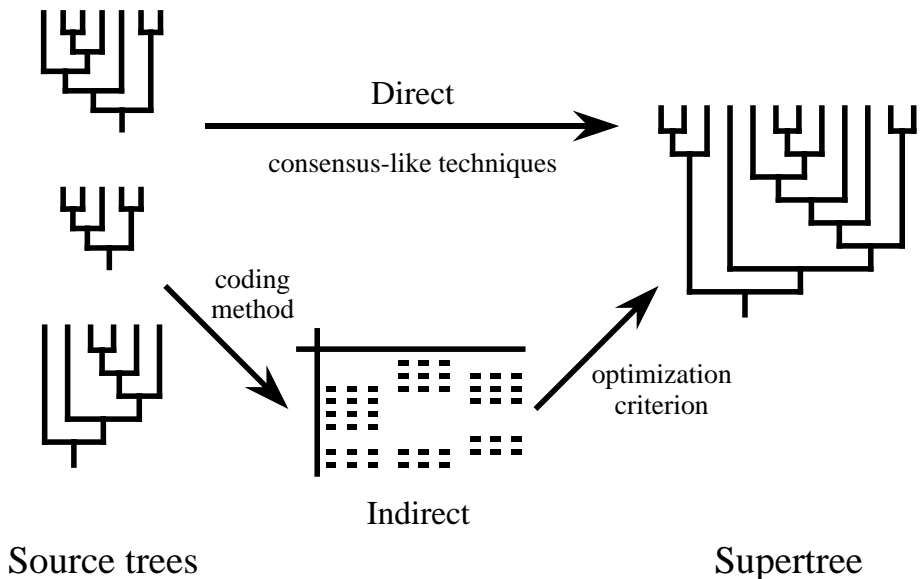 Direct
consensus-like techniques
coding
method
optimization
criterion
Indirect
Source trees
Supertree